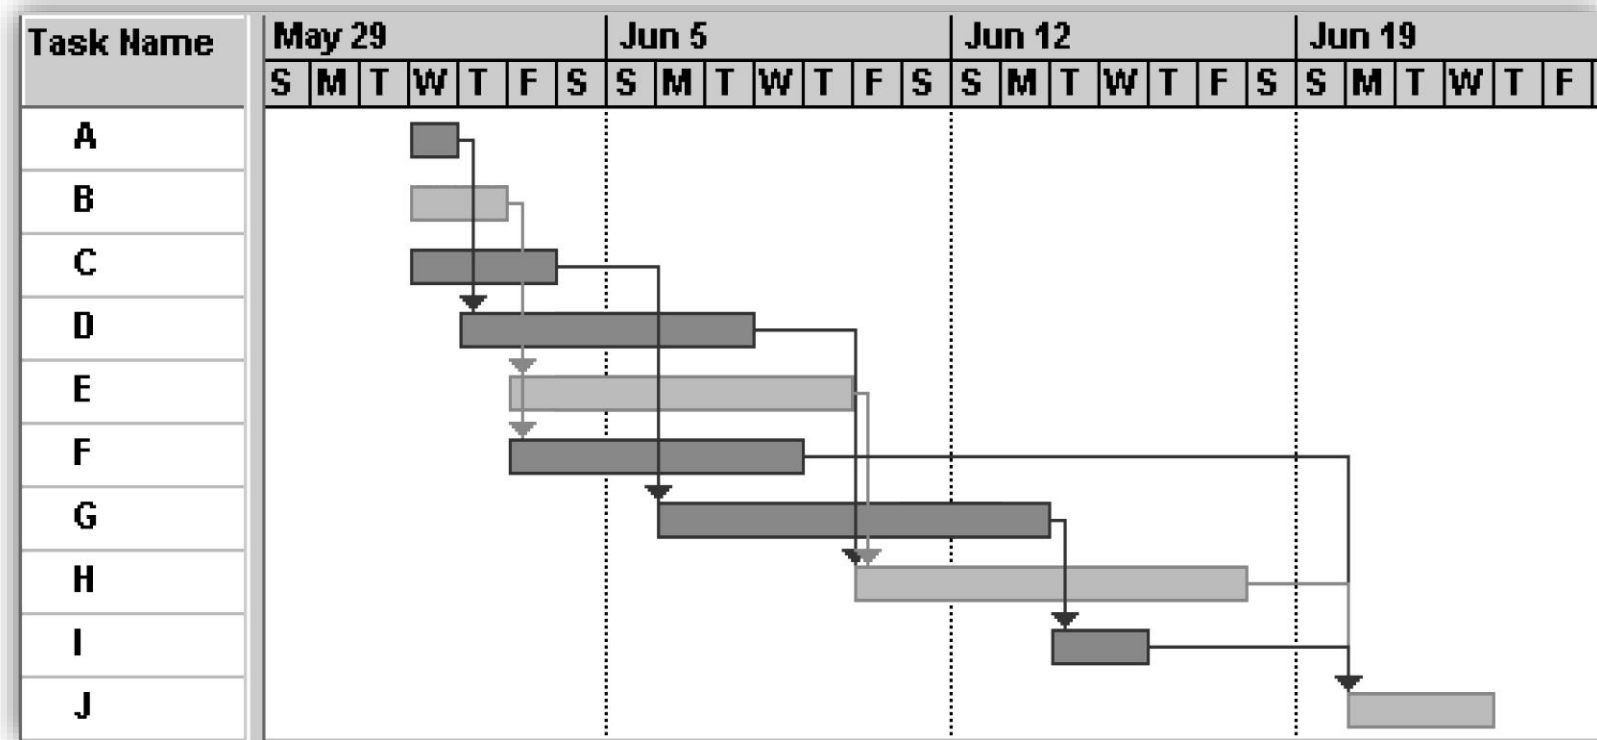 Task Name May 29 Jun 5 Jun 12 Jun 19
S M T W T F S S M T W T F S S M T W T F S S M T W T F
A
B
C
D
E
F
G
H
I
J